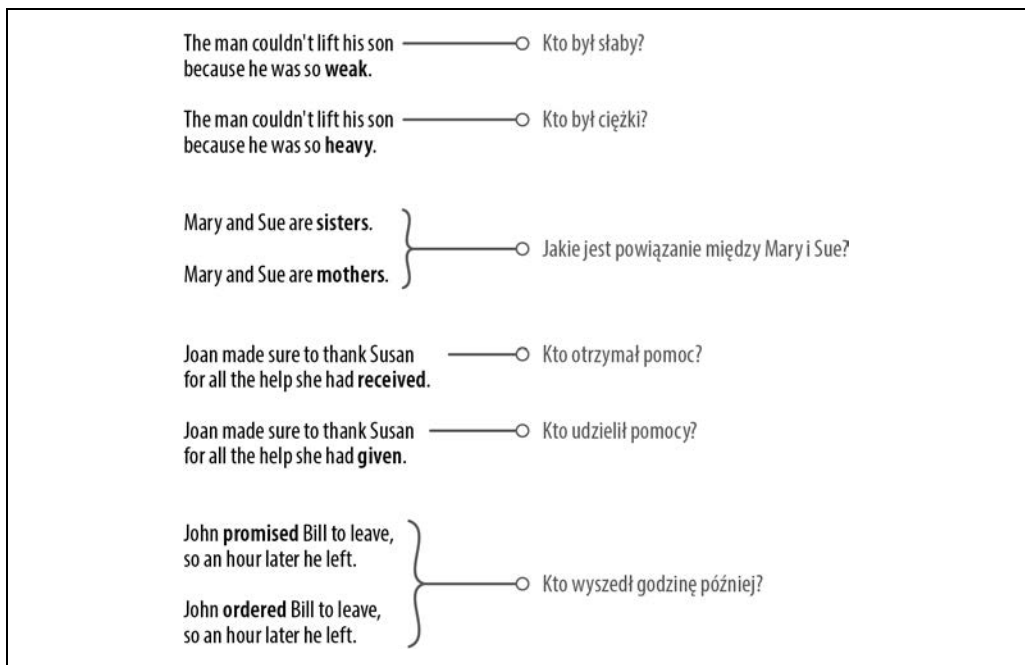 The man couldn't lift his son
because he was so weak.
Kto był słaby?
The man couldn't lift his son
because he was so heavy.
Kto był ciężki?
Mary and Sue are sisters.
Mary and Sue are mothers.
Jakie jest powiązanie między Mary i Sue?
Joan made sure to thank Susan
for all the help she had received.
Kto otrzymał pomoc?
Joan made sure to thank Susan
for all the help she had given.
Kto udzielił pomocy?
John promised Bill to leave,
so an hour later he left.
John ordered Bill to leave,
so an hour later he left.
Kto wyszedł godzinę później?